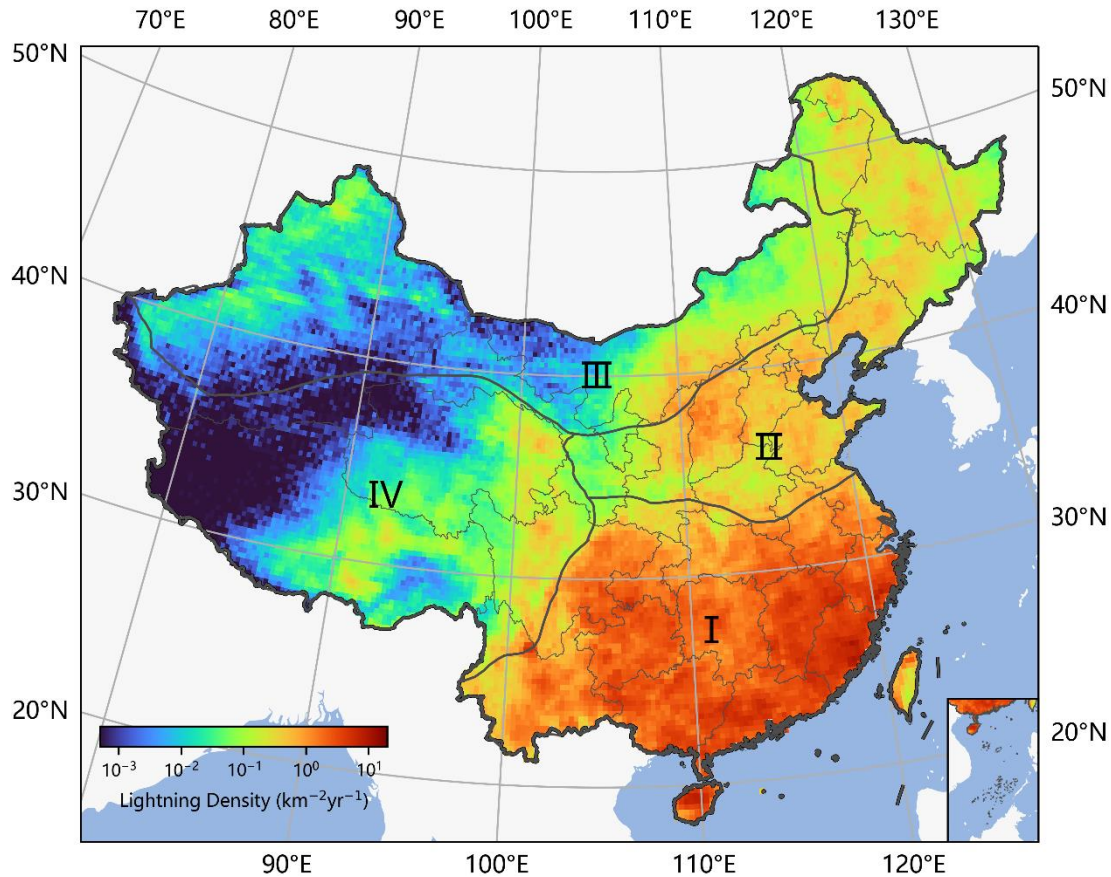 70°E 80°E 90°E 100°E 110°E 120°E 130°E
50°N
50°N
40°N
40°N
III
II
IV
30°N
30°N
I
20°N
20°N
10⁻³ 10⁻² 10⁻¹ 10⁰ 10¹
Lightning Density (km⁻²yr⁻¹)
90°E 100°E 110°E 120°E